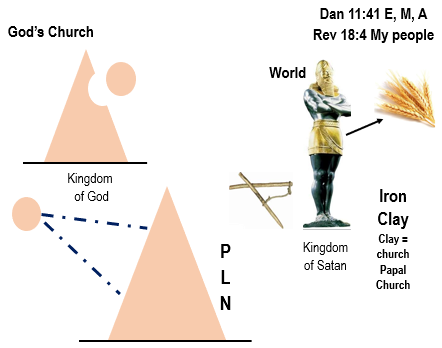 Dan 11:41 E, M, A
Rev 18:4 My people
God's Church
World
Kingdom
of God
P
L
N
Kingdom
of Satan
Iron
Clay
Clay =
church
Papal
Church